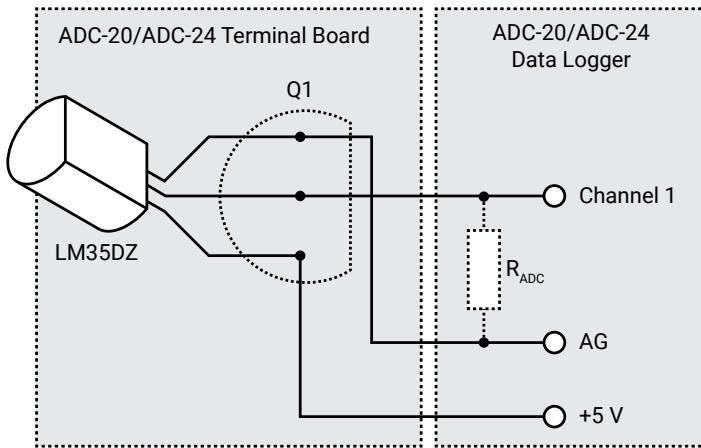 ADC-20/ADC-24 Terminal Board
ADC-20/ADC-24
Data Logger
Q1
Channel 1
LM35DZ
RADC
AG
+5 V